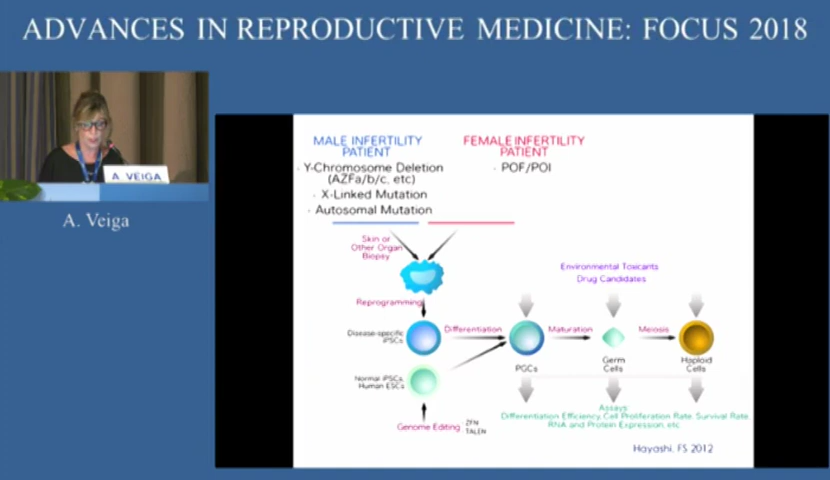 ADVANCES IN REPRODUCTIVE MEDICINE: FOCUS 2018
A. VEIGA
A. Veiga
MALE INFERTILITY
PATIENT
· Y-Chromosome Deletion
(AZFa/b/c, etc)
· X-Linked Mutation
· Autosomal Mutation
FEMALE INFERTILITY
PATIENT
· POF/POI
Skin or
Other Organ
Biopsy
Reprogramming
Disease-specific
iPSCs
Normal iPSCs,
Human ESCs
Genome Editing
ZFN
TALEN
Differentiation
PGCs
Maturation
Germ
Cells
Meiosis
Haploid
Cells
Environmental Toxicants
Drug Candidates
Assays
Differentiation Efficiency, Cell Proliferation Rate, Survival Rate
RNA and Protein Expression, etc
Hayashi, FS 2012